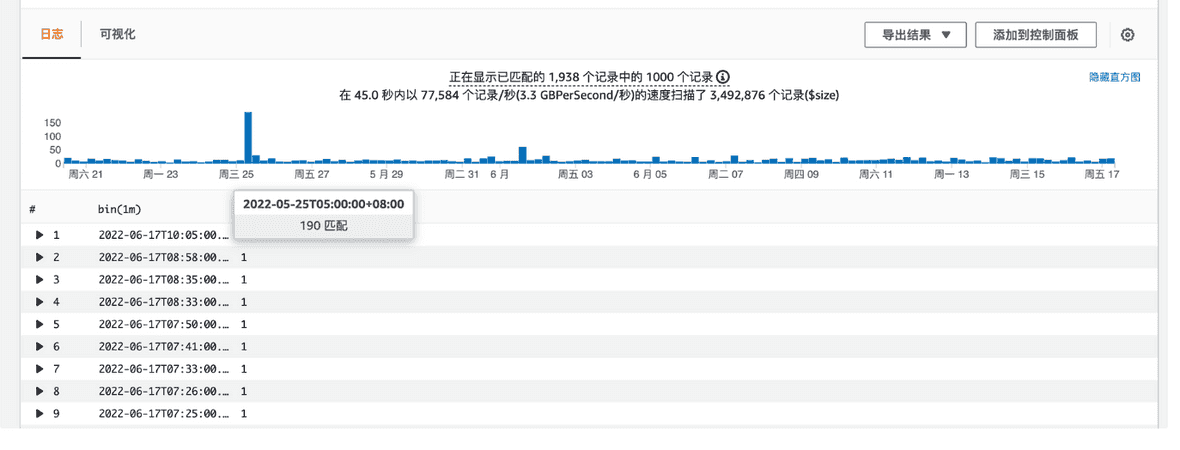 日志 可视化 导出结果 ▼ 添加到控制面板
正在显示已匹配的 1,938 个记录中的 1000 个记录
隐藏直方图
在 45.0 秒内以 77,584 个记录/秒(3.3 GBPerSecond/秒)的速度扫描了 3,492,876 个记录($size)
150
100
50
0
周六 21 周一 23 周三 25 周五 27 5 月 29 周二 31 6 月 周五 03 6 月 05 周二 07 周四 09 周六 11 周一 13 周三 15 周五 17
2022-05-25T05:00:00+08:00
190 匹配
# bin(1m)
1 2022-06-17T10:05:00...
2 2022-06-17T08:58:00... 1
3 2022-06-17T08:35:00... 1
4 2022-06-17T08:33:00... 1
5 2022-06-17T07:50:00... 1
6 2022-06-17T07:41:00... 1
7 2022-06-17T07:33:00... 1
8 2022-06-17T07:26:00... 1
9 2022-06-17T07:25:00... 1